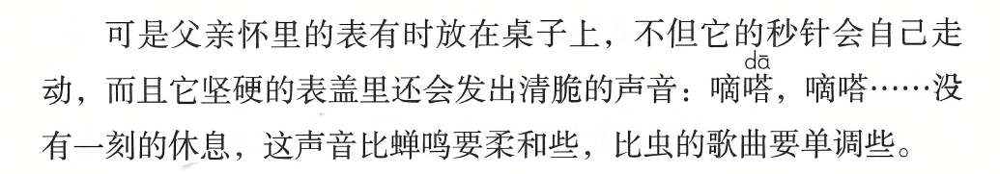 可是父亲怀里的表有时放在桌子上，不但它的秒针会自己走
dā
动，而且它坚硬的表盖里还会发出清脆的声音：嘀嗒，嘀嗒……没
有一刻的休息，这声音比蝉鸣要柔和些，比虫的歌曲要单调些。